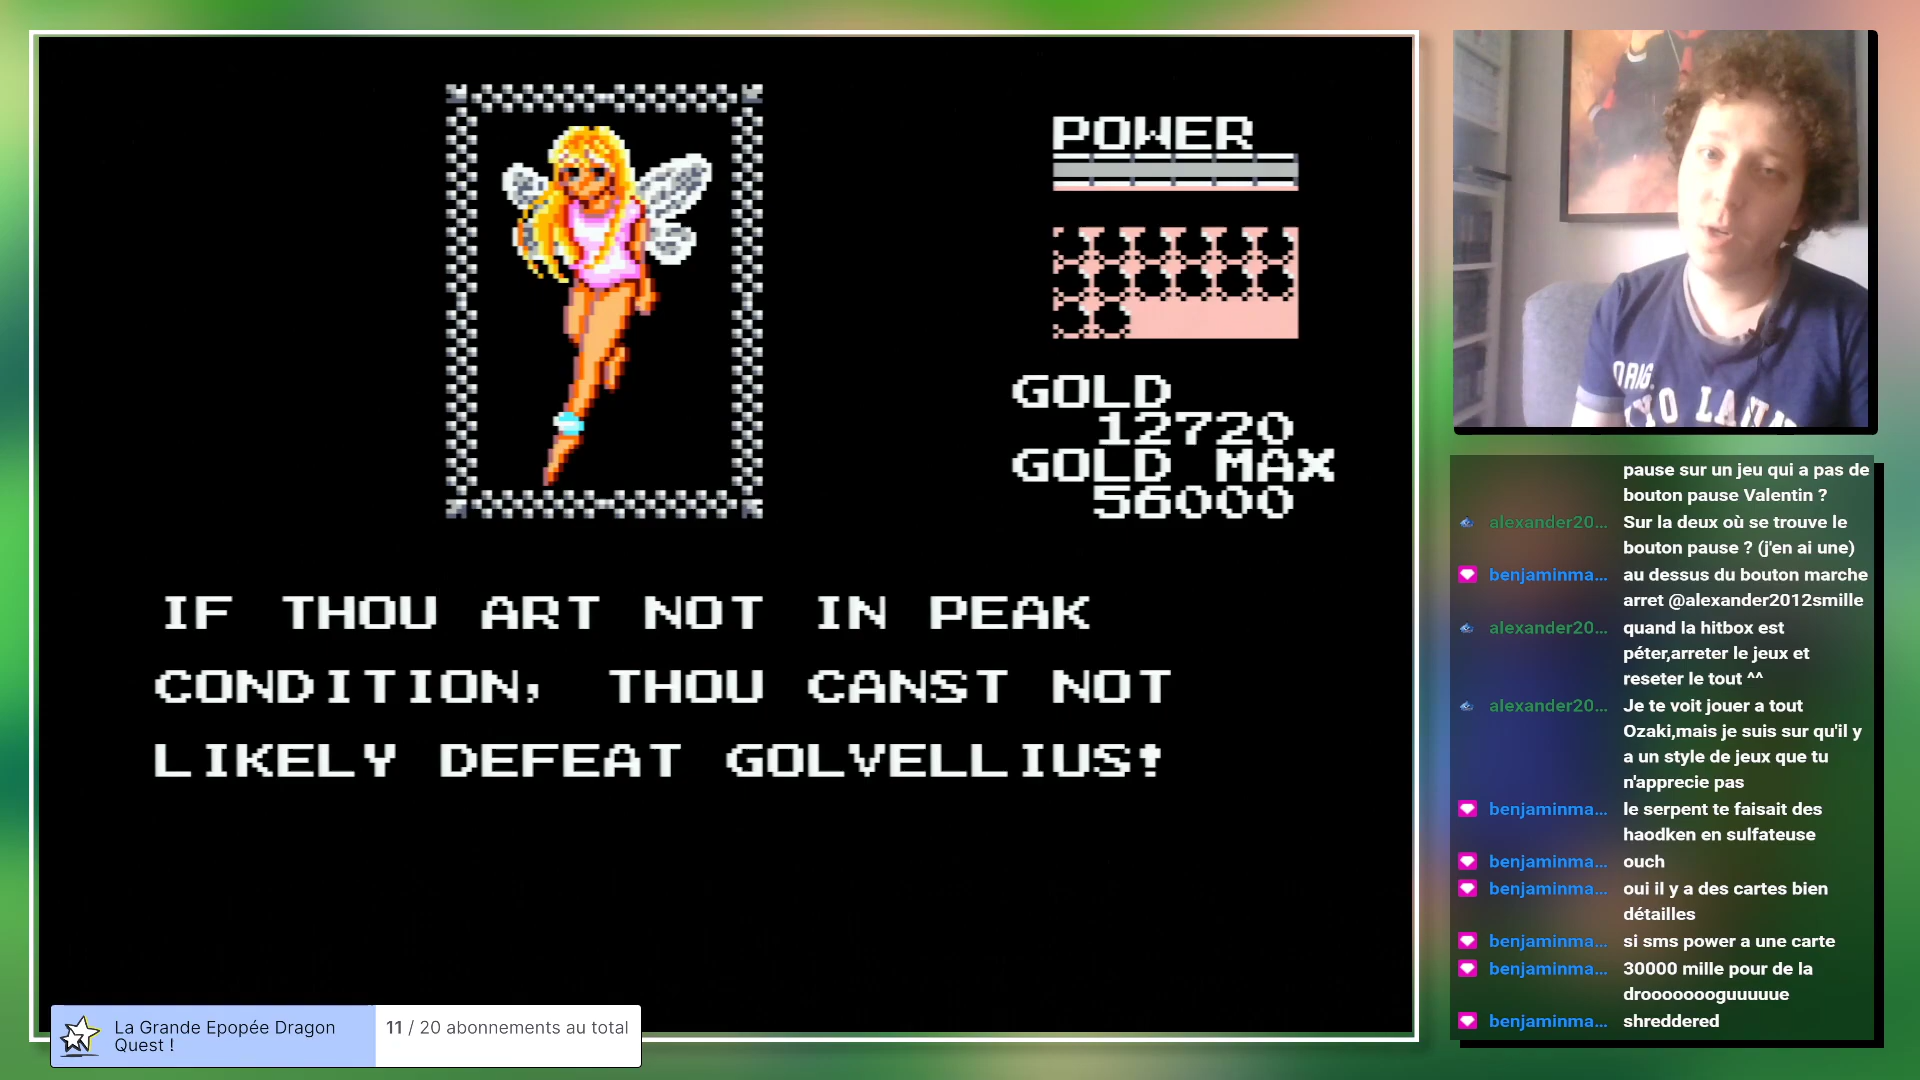 POWER
GOLD
12720
GOLD MAX
56000
IF THOU ART NOT IN PEAK
CONDITION, THOU CANST NOT
LIKELY DEFEAT GOLVELLIUS!
La Grande Epopée Dragon
Quest !
11 / 20 abonnements au total
ORIG.
pause sur un jeu qui a pas de
bouton pause Valentin ?
alexander20... Sur la deux où se trouve le
bouton pause ? (j'en ai une)
benjaminma... au dessus du bouton marche
arret @alexander2012smille
alexander20... quand la hitbox est
péter,arreter le jeux et
reseter le tout ^^
alexander20... Je te voit jouer a tout
Ozaki,mais je suis sur qu'il y
a un style de jeux que tu
n'apprecie pas
benjaminma... le serpent te faisait des
haodken en sulfateuse
benjaminma... ouch
benjaminma... oui il y a des cartes bien
détailles
benjaminma... si sms power a une carte
benjaminma... 30000 mille pour de la
droooooooguuuuue
benjaminma... shreddered